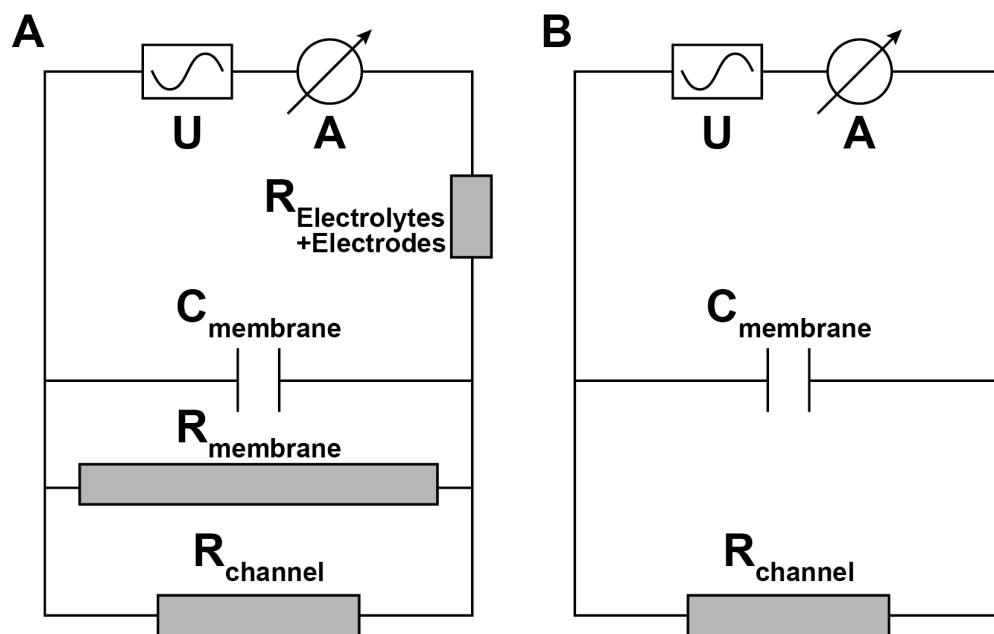 A
B
U
A
U
A
R Electrolytes
+Electrodes
C membrane
C membrane
R membrane
R channel
R channel